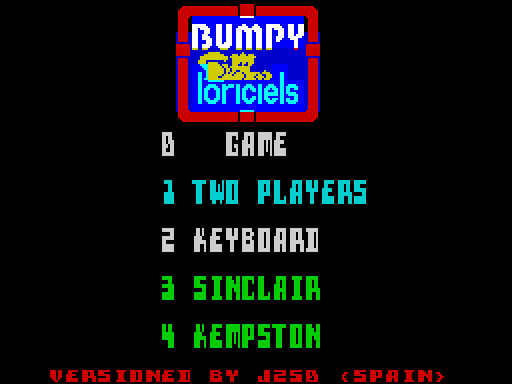 BUMPY
loriciels
0 GAME
1 TWO PLAYERS
2 KEYBOARD
3 SINCLAIR
4 KEMPSTON
VERSIONED BY J250 (SPAIN)